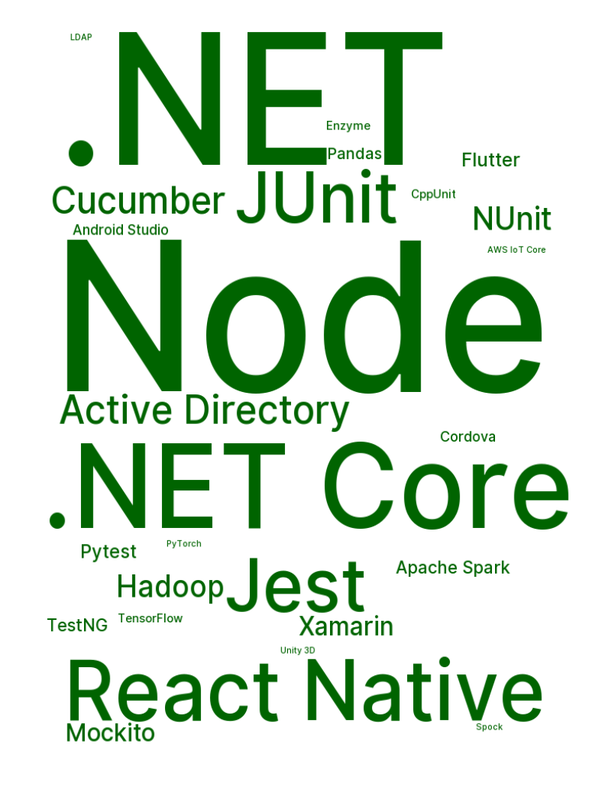 LDAP
.NET
Enzyme
Pandas
Flutter
Cucumber
JUnit
CppUnit
NUnit
Android Studio
AWS IoT Core
Node
Active Directory
Cordova
.NET Core
Pytest
PyTorch
Apache Spark
Hadoop
Jest
TestNG
TensorFlow
Xamarin
Unity 3D
React Native
Mockito
Spock